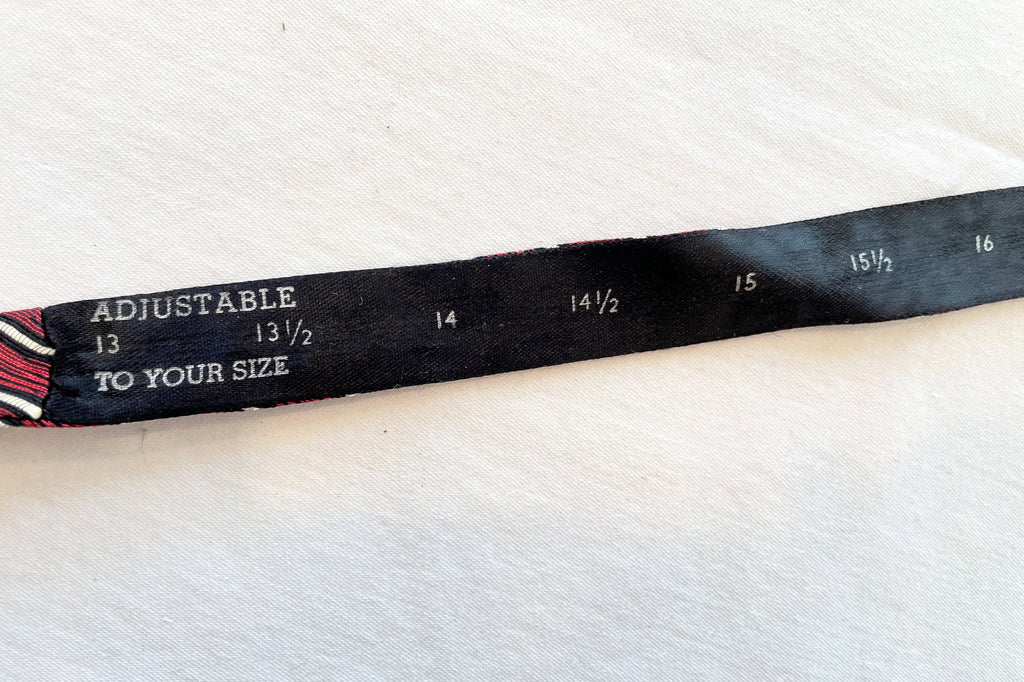 ADJUSTABLE
13 13½ 14 14½ 15 15½ 16
TO YOUR SIZE